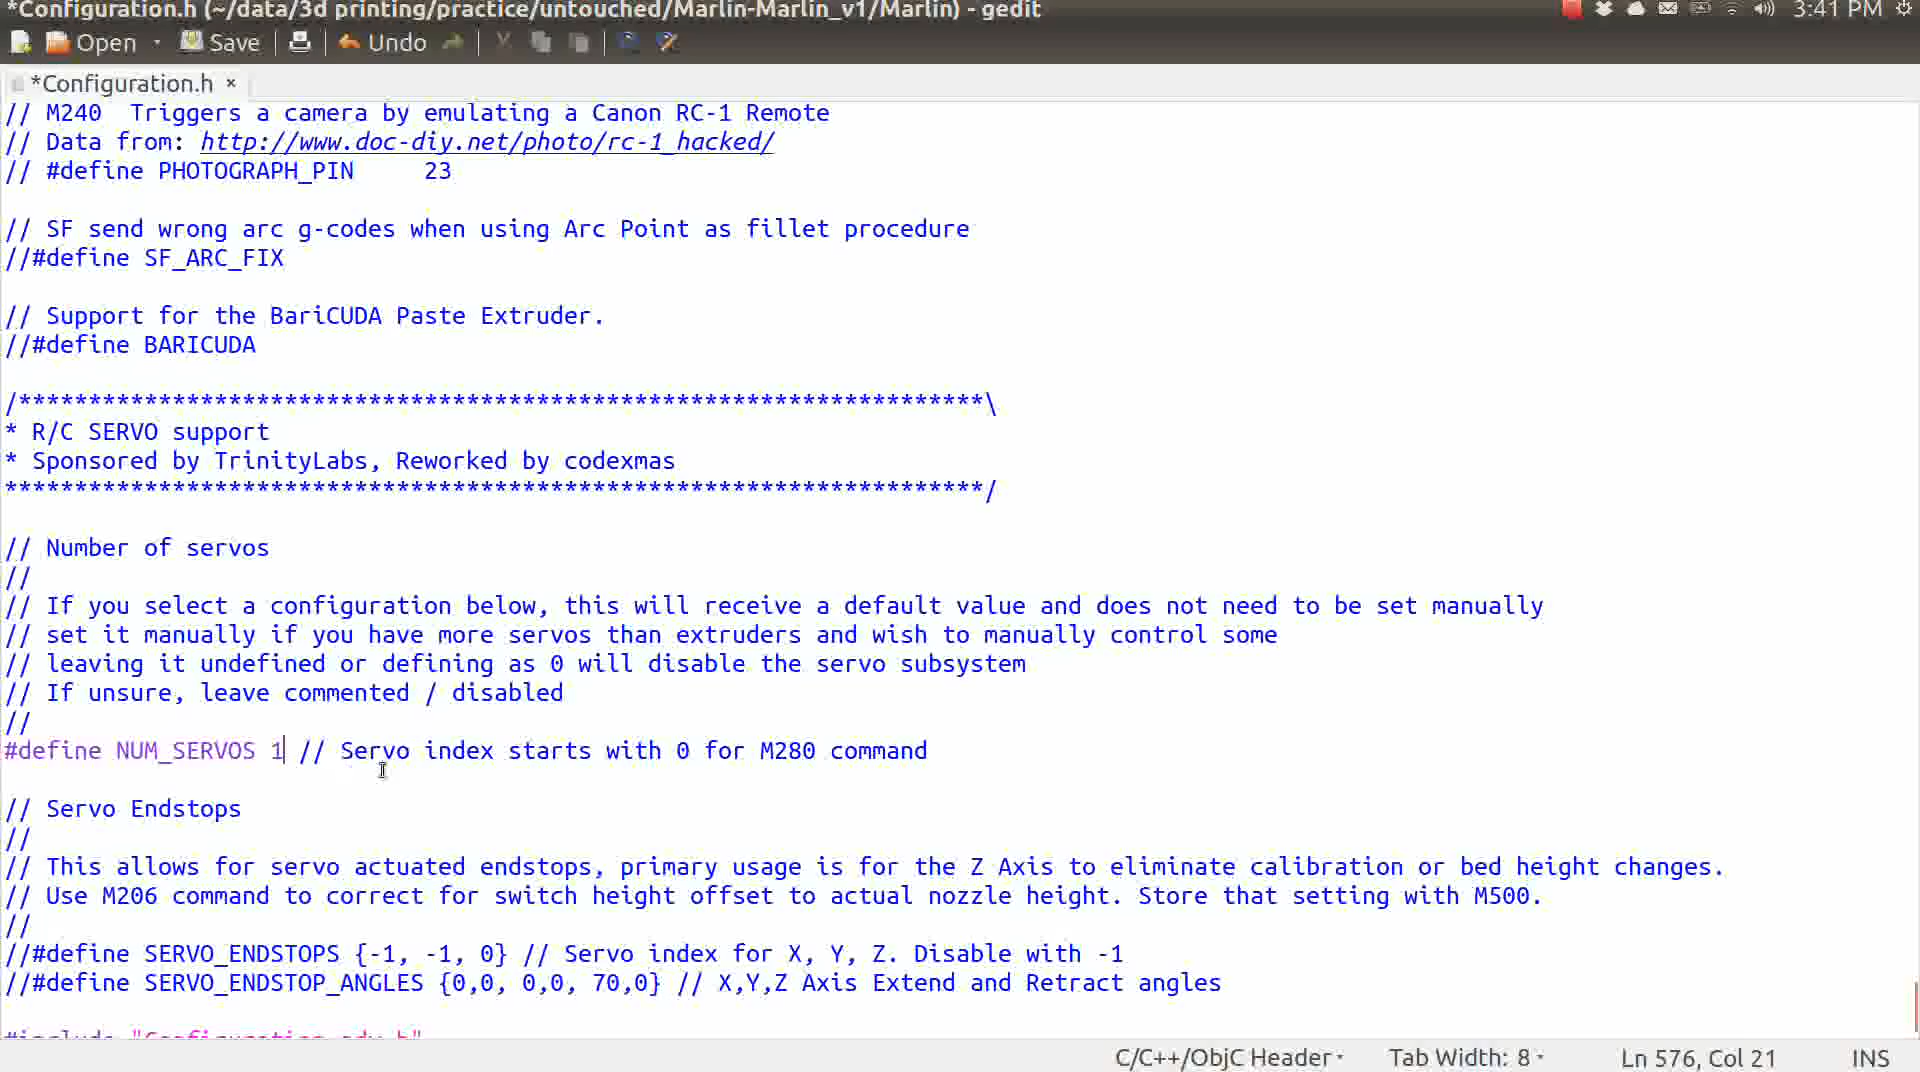 *Configuration.h (~/data/3d printing/practice/untouched/Marlin-Marlin_v1/Marlin) - gedit
3:41 PM
Open Save Undo
*Configuration.h ×
// M240  Triggers a camera by emulating a Canon RC-1 Remote
// Data from: http://www.doc-diy.net/photo/rc-1_hacked/
// #define PHOTOGRAPH_PIN     23
// SF send wrong arc g-codes when using Arc Point as fillet procedure
//#define SF_ARC_FIX
// Support for the BariCUDA Paste Extruder.
//#define BARICUDA
/*********************************************************************\
* R/C SERVO support
* Sponsored by TrinityLabs, Reworked by codexmas
**********************************************************************/
// Number of servos
//
// If you select a configuration below, this will receive a default value and does not need to be set manually
// set it manually if you have more servos than extruders and wish to manually control some
// leaving it undefined or defining as 0 will disable the servo subsystem
// If unsure, leave commented / disabled
//
#define NUM_SERVOS 1 // Servo index starts with 0 for M280 command
// Servo Endstops
//
// This allows for servo actuated endstops, primary usage is for the Z Axis to eliminate calibration or bed height changes.
// Use M206 command to correct for switch height offset to actual nozzle height. Store that setting with M500.
//
//#define SERVO_ENDSTOPS {-1, -1, 0} // Servo index for X, Y, Z. Disable with -1
//#define SERVO_ENDSTOP_ANGLES {0,0, 0,0, 70,0} // X,Y,Z Axis Extend and Retract angles
#include "Configuration_adv.h"
C/C++/ObjC Header Tab Width: 8 Ln 576, Col 21 INS